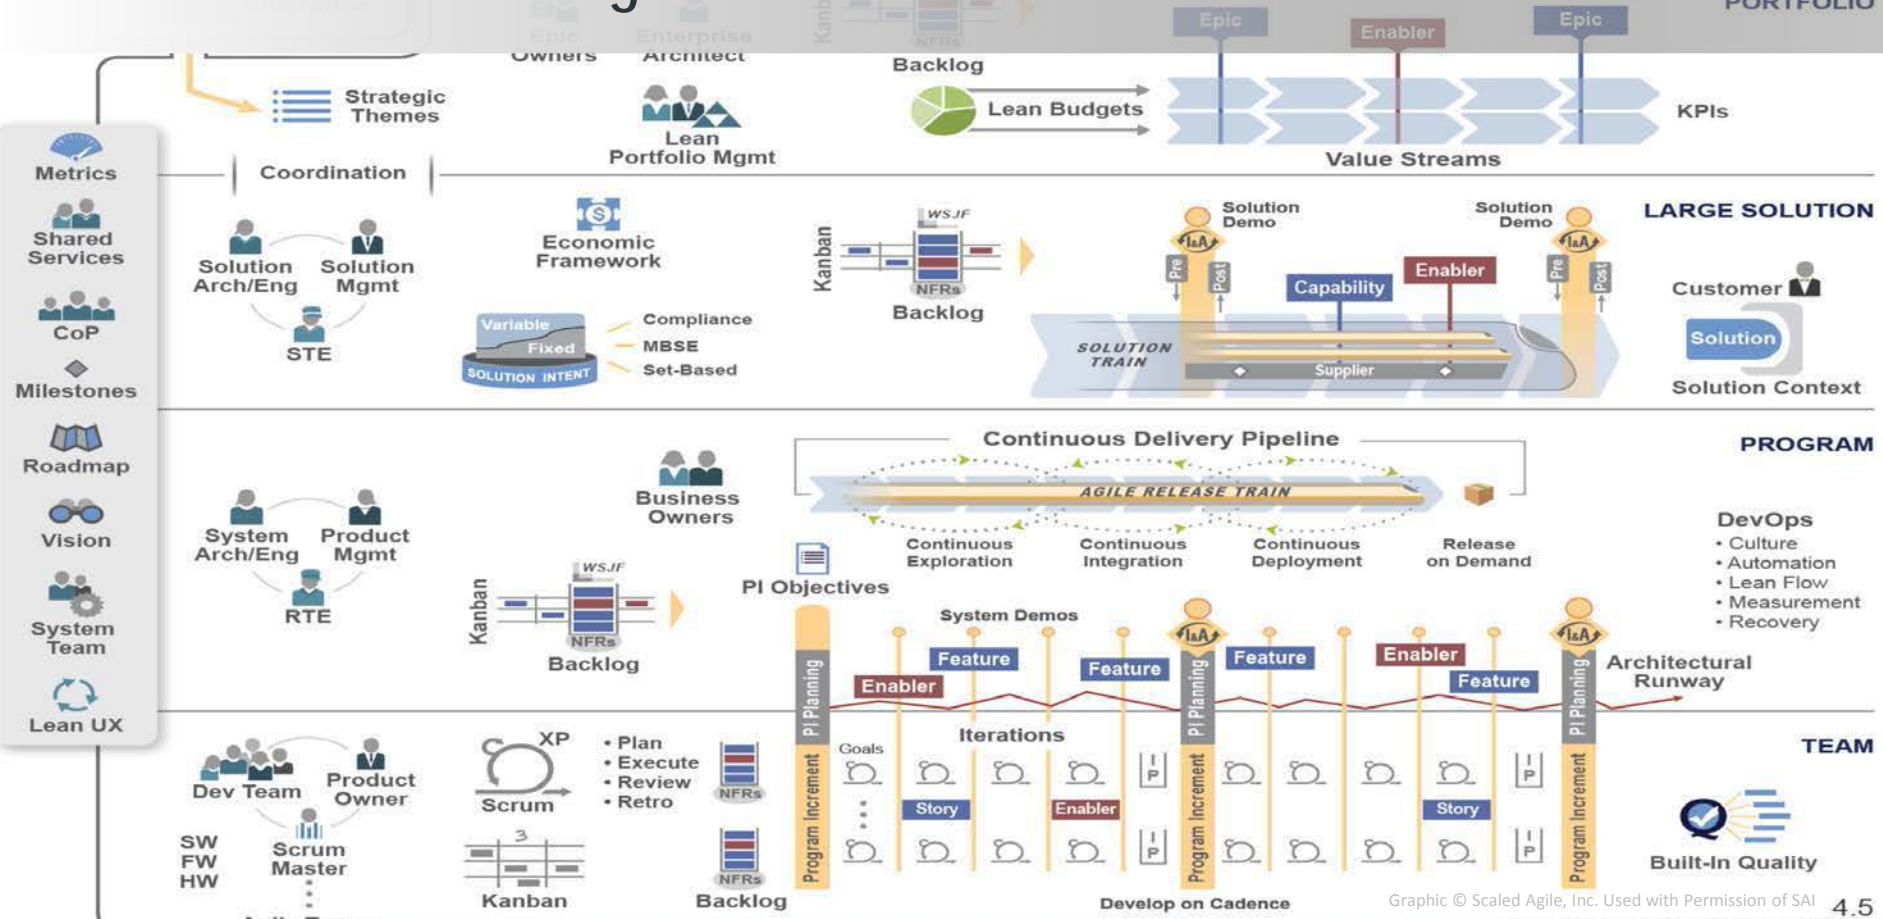 Enterprise
Epic
Owners
Enterprise
Architect
Kanban
NFRs
Backlog
Epic
Enabler
Epic
PORTFOLIO
Strategic
Themes
Lean
Portfolio Mgmt
Lean Budgets
KPIs
Value Streams
Metrics
Shared
Services
CoP
Milestones
Roadmap
Vision
System
Team
Lean UX
Coordination
Solution
Arch/Eng
Solution
Mgmt
STE
Economic
Framework
Variable
Fixed
SOLUTION INTENT
Compliance
MBSE
Set-Based
Kanban
WSJF
NFRs
Backlog
Solution
Demo
I&A
Pre
Post
Capability
Enabler
Solution
Demo
I&A
Pre
Post
SOLUTION
TRAIN
Supplier
LARGE SOLUTION
Customer
Solution
Solution Context
System
Arch/Eng
Product
Mgmt
RTE
Business
Owners
Kanban
WSJF
NFRs
Backlog
Continuous Delivery Pipeline
AGILE RELEASE TRAIN
Continuous
Exploration
Continuous
Integration
Continuous
Deployment
Release
on Demand
PROGRAM
DevOps
• Culture
• Automation
• Lean Flow
• Measurement
• Recovery
PI Objectives
System Demos
PI Planning
Enabler
Feature
Feature
I&A
PI Planning
Feature
Enabler
Feature
I&A
PI Planning
Architectural
Runway
Dev Team
Product
Owner
Scrum
Master
SW
FW
HW
XP
Scrum
• Plan
• Execute
• Review
• Retro
3
Kanban
NFRs
NFRs
Backlog
Program Increment
Goals
Iterations
Story
Enabler
I
P
I
P
Program Increment
Story
I
P
I
P
Program Increment
Develop on Cadence
TEAM
Built-In Quality
Graphic © Scaled Agile, Inc. Used with Permission of SAI
4.5